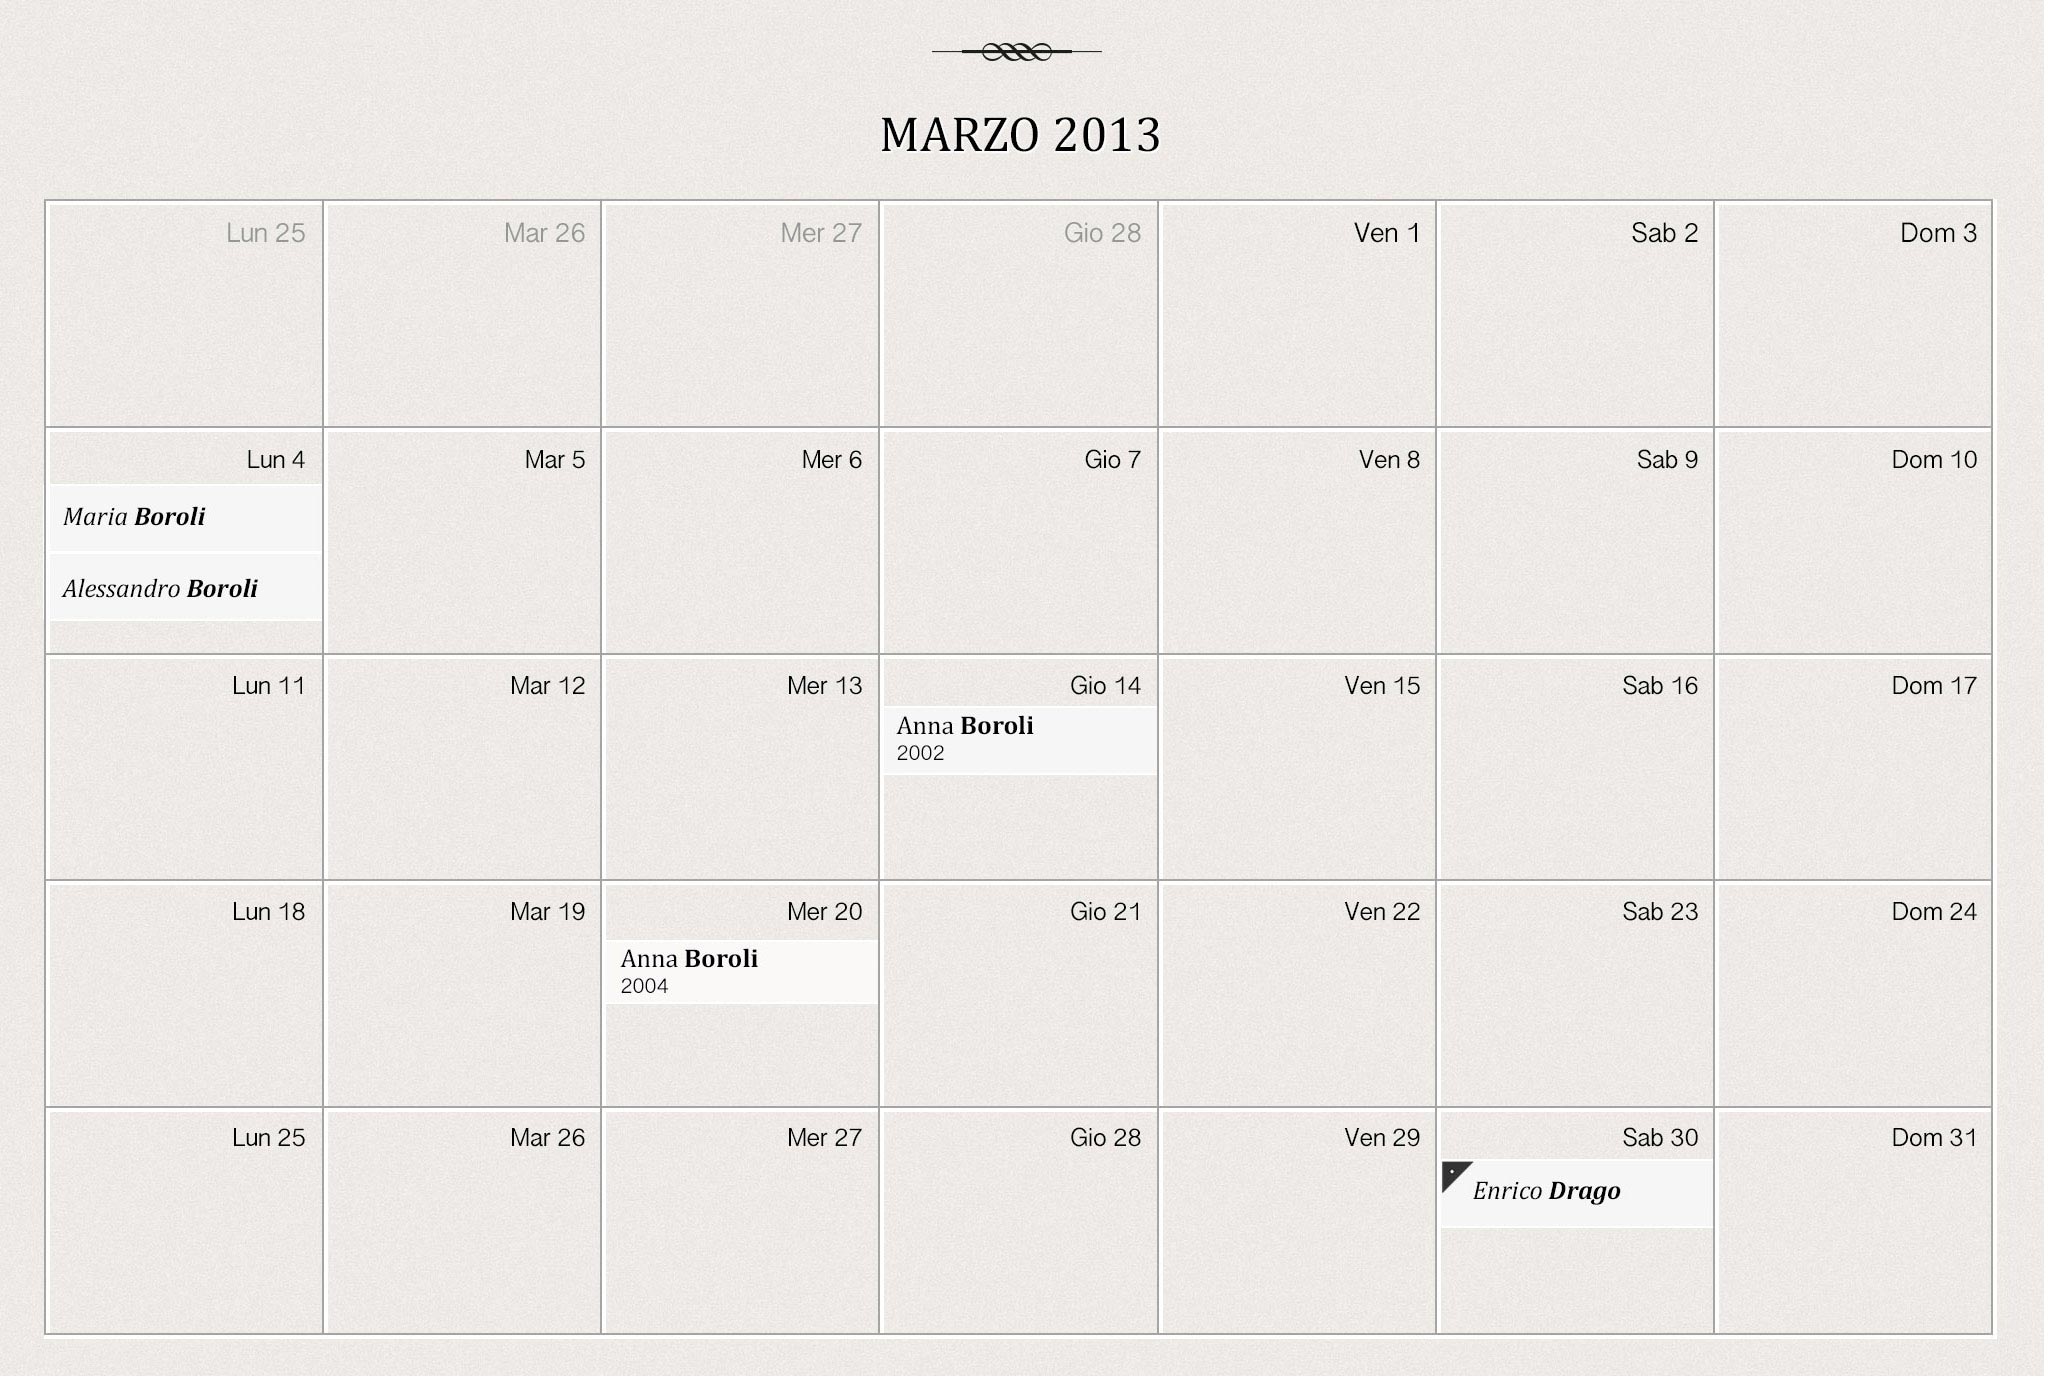 MARZO 2013
Lun 25
Mar 26
Mer 27
Gio 28
Ven 1
Sab 2
Dom 3
Lun 4
Maria Boroli
Alessandro Boroli
Mar 5
Mer 6
Gio 7
Ven 8
Sab 9
Dom 10
Lun 11
Mar 12
Mer 13
Gio 14
Anna Boroli
2002
Ven 15
Sab 16
Dom 17
Lun 18
Mar 19
Mer 20
Anna Boroli
2004
Gio 21
Ven 22
Sab 23
Dom 24
Lun 25
Mar 26
Mer 27
Gio 28
Ven 29
Sab 30
Enrico Drago
Dom 31